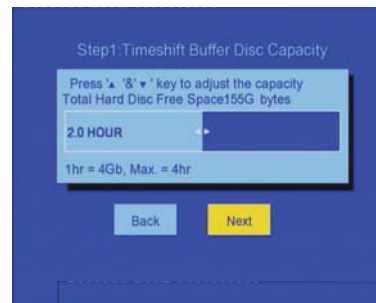 Step1:Timeshift Buffer Disc Capacity
Press '▲ '&' ▼ ' key to adjust the capacity
Total Hard Disc Free Space155G bytes
2.0 HOUR
1hr = 4Gb, Max. = 4hr
Back Next